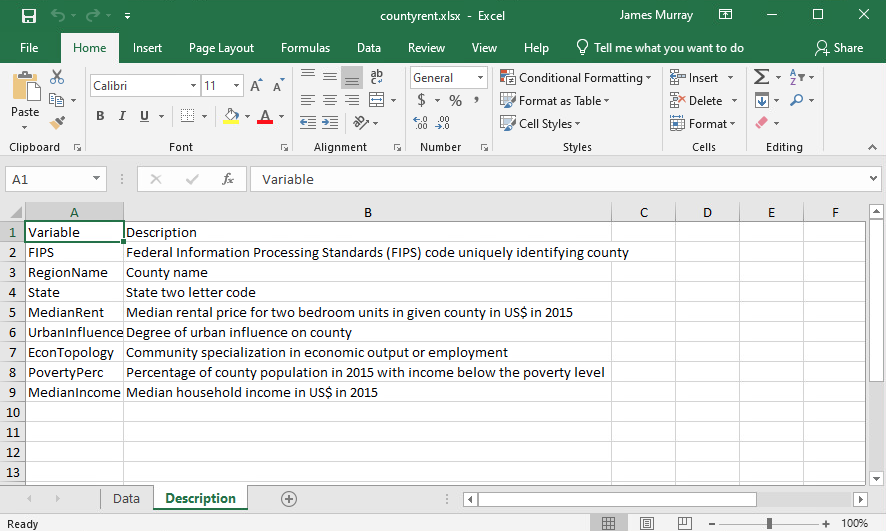 countyrent.xlsx - Excel
James Murray
File Home Insert Page Layout Formulas Data Review View Help Tell me what you want to do Share
Paste
Calibri 11
B I U A
A A
ab c
General
$ % ,
.00 .0
Conditional Formatting
Format as Table
Cell Styles
Insert
Delete
Format
Clipboard Font Alignment Number Styles Cells Editing
A1 fx Variable
A B C D E F
1 Variable Description
2 FIPS Federal Information Processing Standards (FIPS) code uniquely identifying county
3 RegionName County name
4 State State two letter code
5 MedianRent Median rental price for two bedroom units in given county in US$ in 2015
6 UrbanInfluence Degree of urban influence on county
7 EconTopology Community specialization in economic output or employment
8 PovertyPerc Percentage of county population in 2015 with income below the poverty level
9 MedianIncome Median household income in US$ in 2015
10
11
12
13
Data Description
Ready 100%